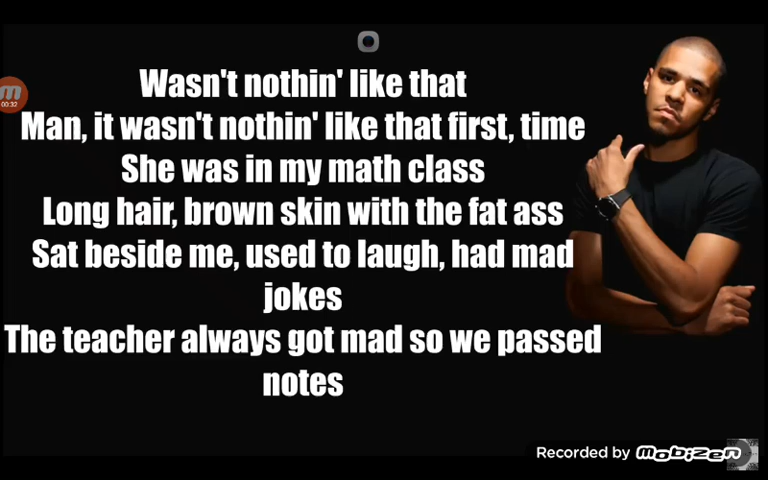 Wasn't nothin' like that
Man, it wasn't nothin' like that first, time
She was in my math class
Long hair, brown skin with the fat ass
Sat beside me, used to laugh, had mad
jokes
The teacher always got mad so we passed
notes
00:32
Recorded by mobizen